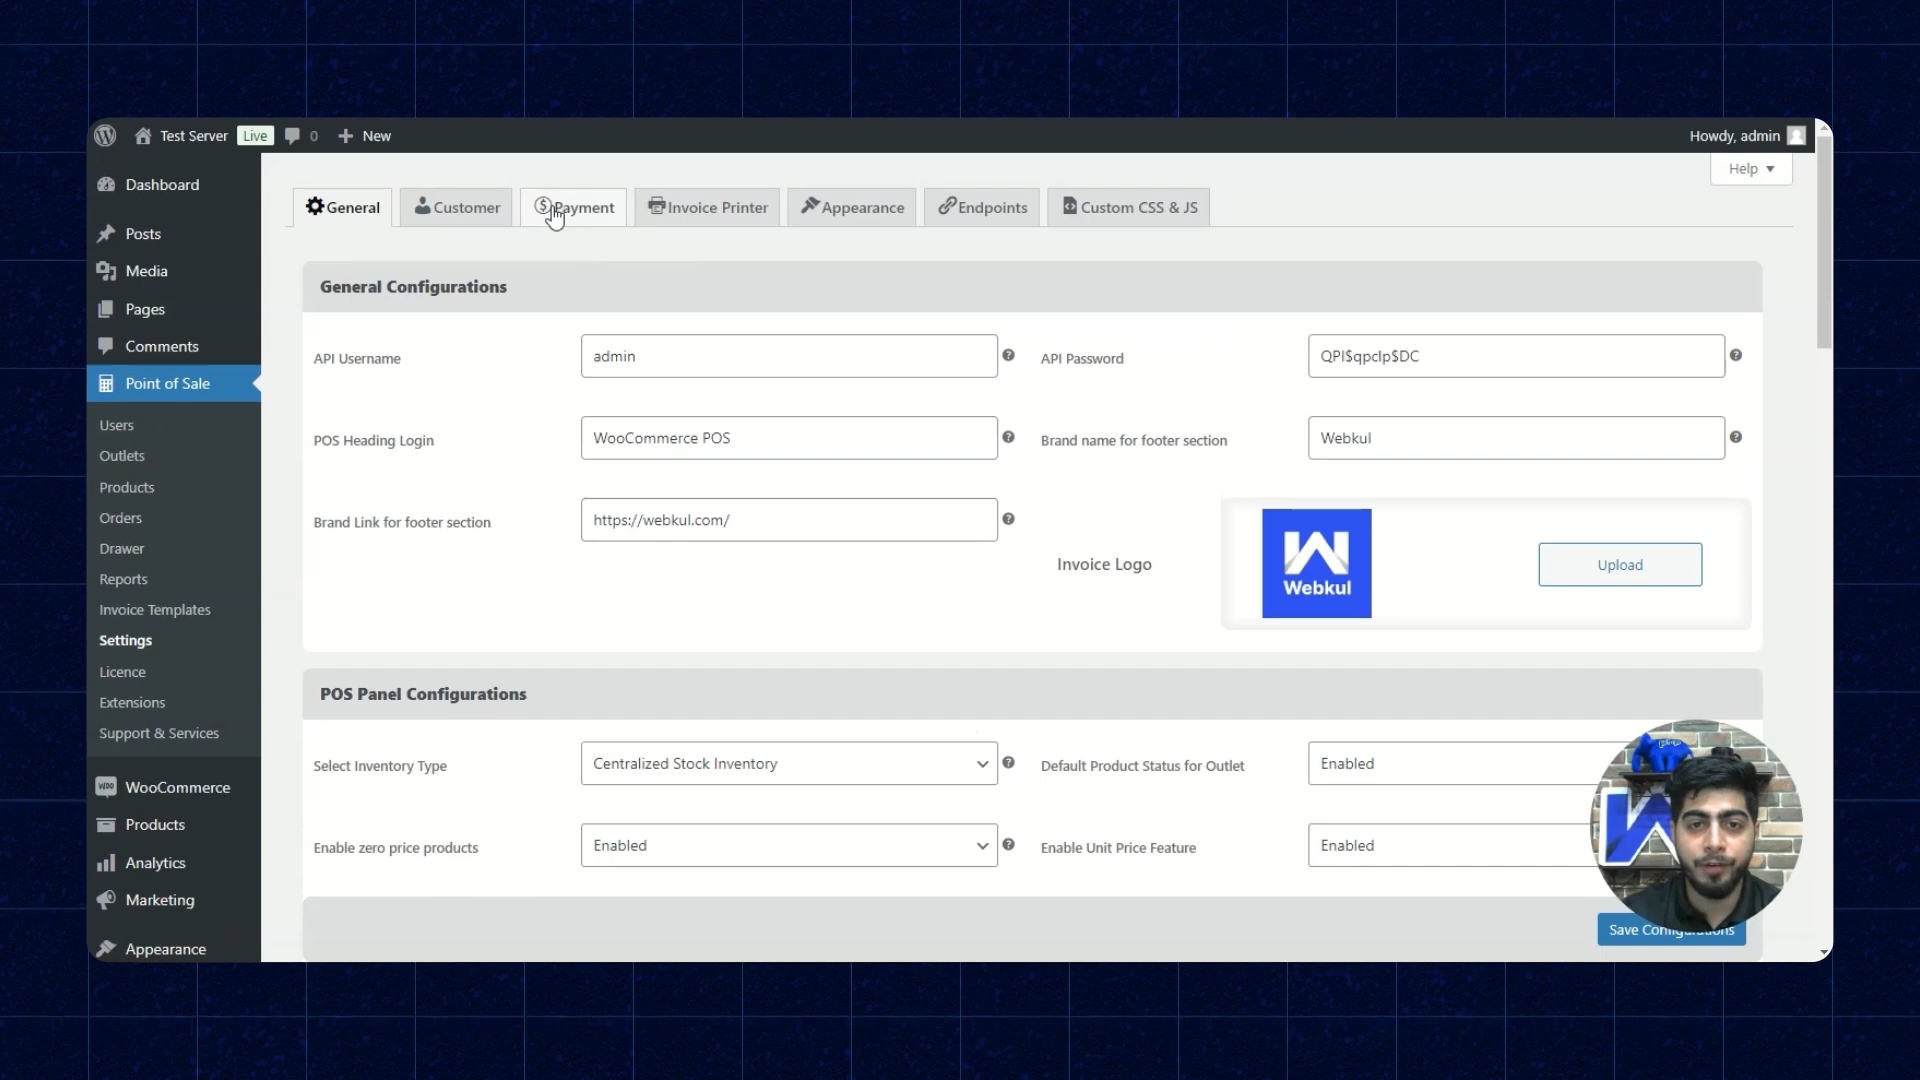 Test Server Live 0 New Howdy, admin
Help
Dashboard
Posts
Media
Pages
Comments
Point of Sale
Users
Outlets
Products
Orders
Drawer
Reports
Invoice Templates
Settings
Licence
Extensions
Support & Services
WooCommerce
Products
Analytics
Marketing
Appearance
General Customer Payment Invoice Printer Appearance Endpoints Custom CSS & JS
General Configurations
API Username admin API Password QPI$qpclp$DC
POS Heading Login WooCommerce POS Brand name for footer section Webkul
Brand Link for footer section https://webkul.com/
Invoice Logo Webkul Upload
POS Panel Configurations
Select Inventory Type Centralized Stock Inventory Default Product Status for Outlet Enabled
Enable zero price products Enabled Enable Unit Price Feature Enabled
Save Configurations